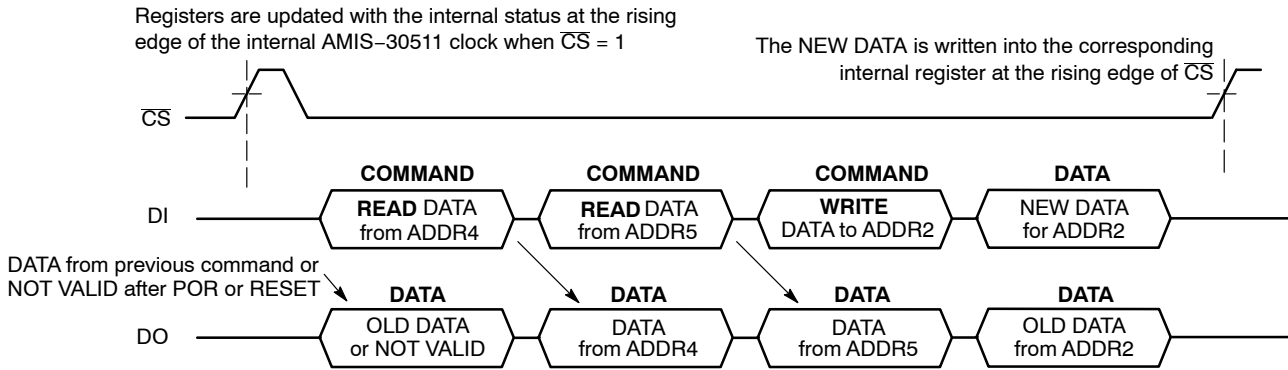 Registers are updated with the internal status at the rising
edge of the internal AMIS−30511 clock when C̅S̅ = 1
The NEW DATA is written into the corresponding
internal register at the rising edge of C̅S̅
C̅S̅
COMMAND COMMAND COMMAND DATA
DI
READ DATA
from ADDR4
READ DATA
from ADDR5
WRITE
DATA to ADDR2
NEW DATA
for ADDR2
DATA from previous command or
NOT VALID after POR or RESET
DATA DATA DATA DATA
DO
OLD DATA
or NOT VALID
DATA
from ADDR4
DATA
from ADDR5
OLD DATA
from ADDR2